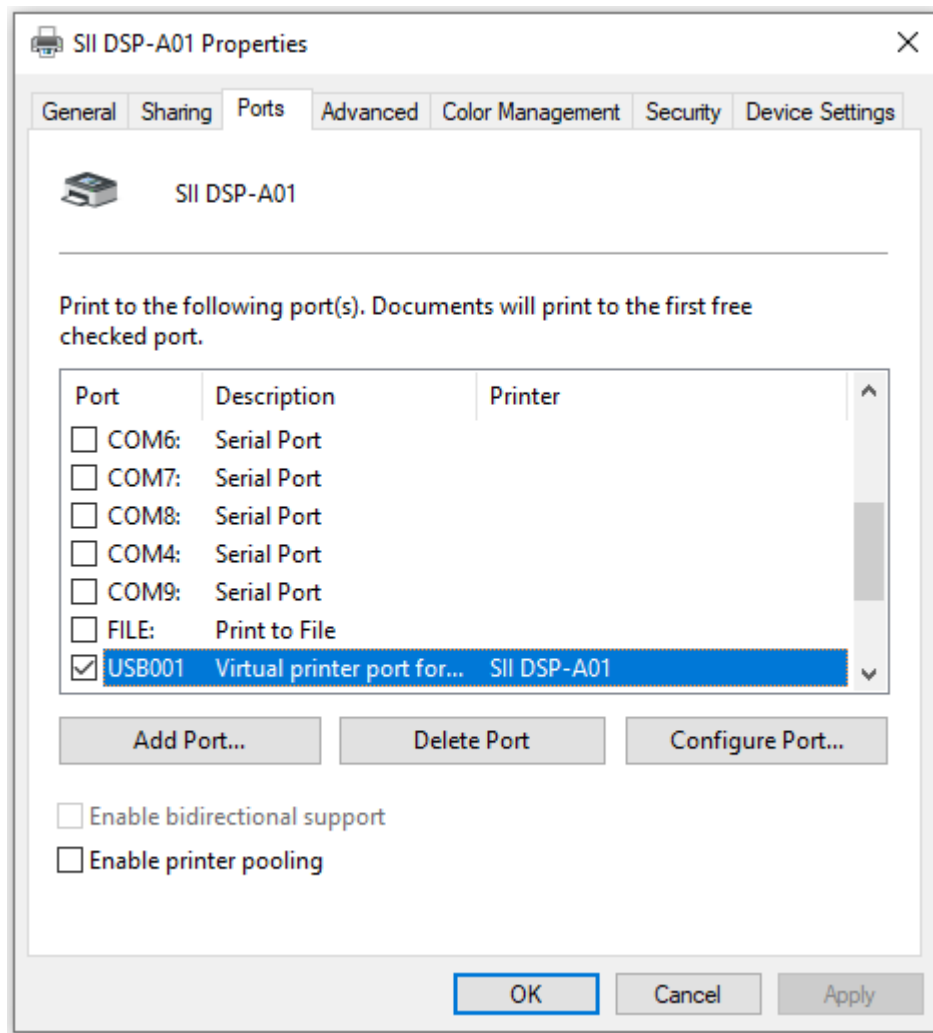 SII DSP-A01 Properties
General Sharing Ports Advanced Color Management Security Device Settings
SII DSP-A01
Print to the following port(s). Documents will print to the first free
checked port.
Port Description Printer
COM6: Serial Port
COM7: Serial Port
COM8: Serial Port
COM4: Serial Port
COM9: Serial Port
FILE: Print to File
USB001 Virtual printer port for... SII DSP-A01
Add Port... Delete Port Configure Port...
Enable bidirectional support
Enable printer pooling
OK Cancel Apply